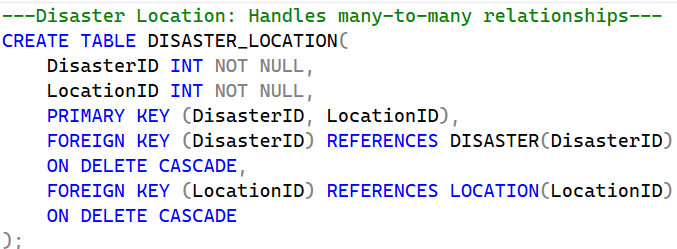 ---Disaster Location: Handles many-to-many relationships---
CREATE TABLE DISASTER_LOCATION(
    DisasterID INT NOT NULL,
    LocationID INT NOT NULL,
    PRIMARY KEY (DisasterID, LocationID),
    FOREIGN KEY (DisasterID) REFERENCES DISASTER(DisasterID)
    ON DELETE CASCADE,
    FOREIGN KEY (LocationID) REFERENCES LOCATION(LocationID)
    ON DELETE CASCADE
);